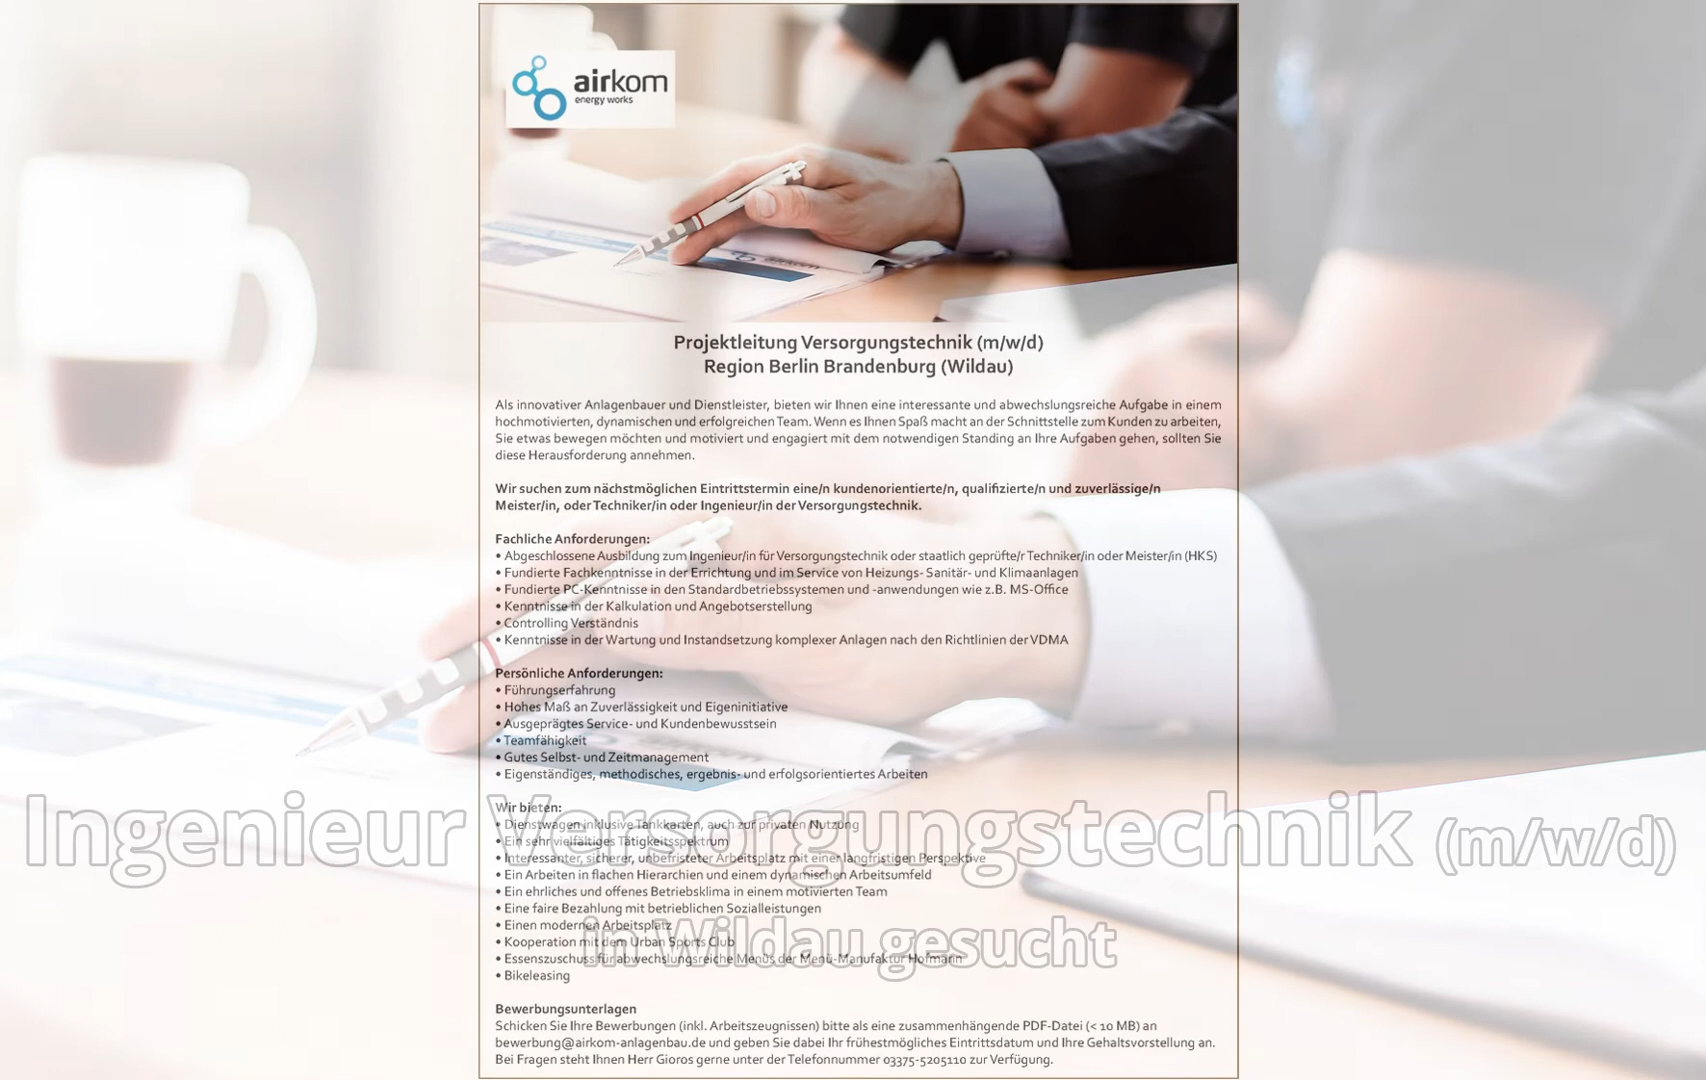 airkom
energy works
Projektleitung Versorgungstechnik (m/w/d)
Region Berlin Brandenburg (Wildau)
Als innovativer Anlagenbauer und Dienstleister, bieten wir Ihnen eine interessante und abwechslungsreiche Aufgabe in einem
hochmotivierten, dynamischen und erfolgreichen Team. Wenn es Ihnen Spaß macht an der Schnittstelle zum Kunden zu arbeiten,
Sie etwas bewegen möchten und motiviert und engagiert mit dem notwendigen Standing an Ihre Aufgaben gehen, sollten Sie
diese Herausforderung annehmen.
Wir suchen zum nächstmöglichen Eintrittstermin eine/n kundenorientierte/n, qualifizierte/n und zuverlässige/n
Meister/in, oder Techniker/in oder Ingenieur/in der Versorgungstechnik.
Fachliche Anforderungen:
• Abgeschlossene Ausbildung zum Ingenieur/in für Versorgungstechnik oder staatlich geprüfte/r Techniker/in oder Meister/in (HKS)
• Fundierte Fachkenntnisse in der Errichtung und im Service von Heizungs- Sanitär- und Klimaanlagen
• Fundierte PC-Kenntnisse in den Standardbetriebssystemen und -anwendungen wie z.B. MS-Office
• Kenntnisse in der Kalkulation und Angebotserstellung
• Controlling Verständnis
• Kenntnisse in der Wartung und Instandsetzung komplexer Anlagen nach den Richtlinien der VDMA
Persönliche Anforderungen:
• Führungserfahrung
• Hohes Maß an Zuverlässigkeit und Eigeninitiative
• Ausgeprägtes Service- und Kundenbewusstsein
• Teamfähigkeit
• Gutes Selbst- und Zeitmanagement
• Eigenständiges, methodisches, ergebnis- und erfolgsorientiertes Arbeiten
Wir bieten:
• Dienstwagen inklusive Tankkarten, auch zur privaten Nutzung
• Ein sehr vielfältiges Tätigkeitsspektrum
• Interessanter, sicherer, unbefristeter Arbeitsplatz mit einer langfristigen Perspektive
• Ein Arbeiten in flachen Hierarchien und einem dynamischen Arbeitsumfeld
• Ein ehrliches und offenes Betriebsklima in einem motivierten Team
• Eine faire Bezahlung mit betrieblichen Sozialleistungen
• Einen modernen Arbeitsplatz
• Kooperation mit dem Urban Sports Club
• Essenszuschuss für abwechslungsreiche Menüs der Menü-Manufaktur Hofmann
• Bikeleasing
Ingenieur Versorgungstechnik (m/w/d)
in Wildau gesucht
Bewerbungsunterlagen
Schicken Sie Ihre Bewerbungen (inkl. Arbeitszeugnissen) bitte als eine zusammenhängende PDF-Datei (< 10 MB) an
bewerbung@airkom-anlagenbau.de und geben Sie dabei Ihr frühestmögliches Eintrittsdatum und Ihre Gehaltsvorstellung an.
Bei Fragen steht Ihnen Herr Gioros gerne unter der Telefonnummer 03375-5205110 zur Verfügung.